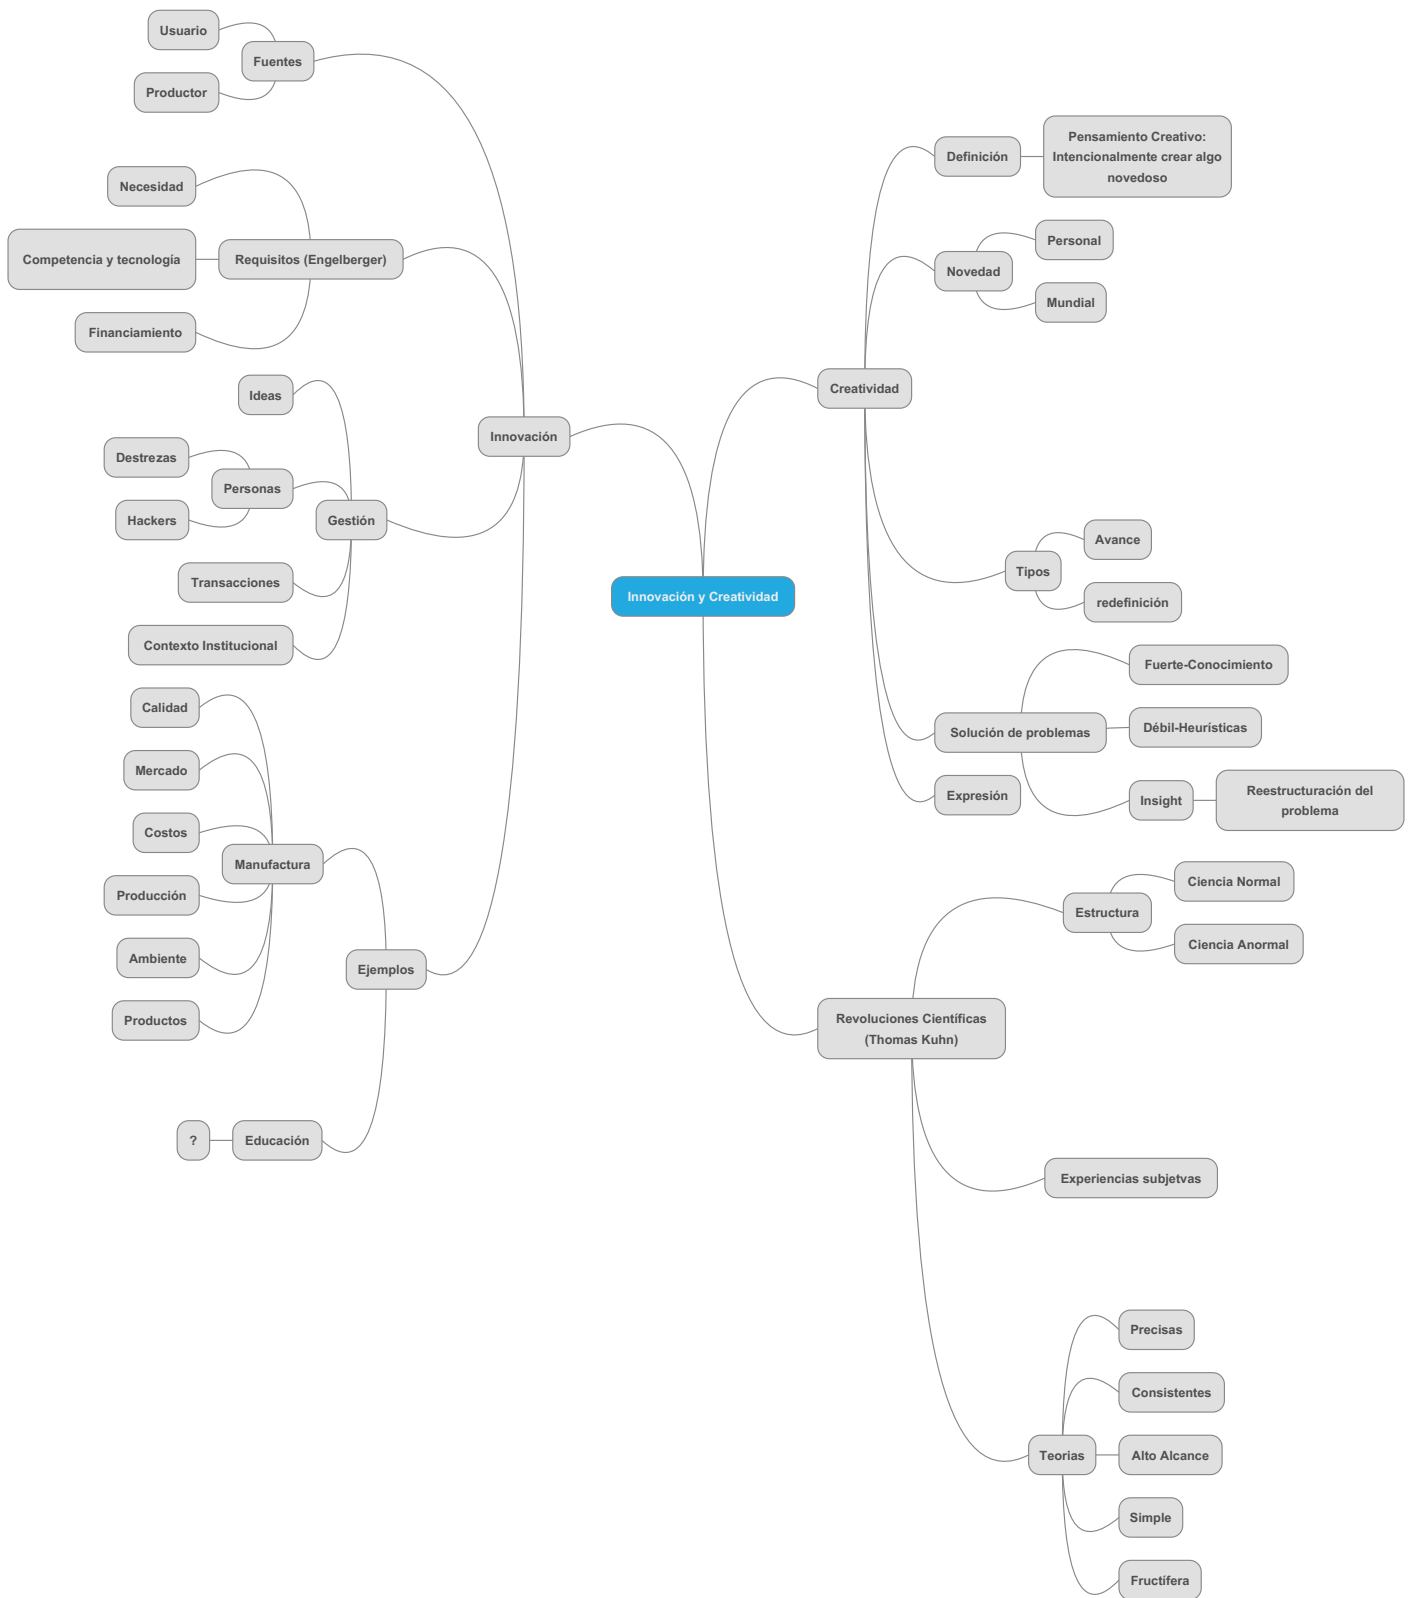 Usuario
Fuentes
Productor
Necesidad
Competencia y tecnología
Requisitos (Engelberger)
Financiamiento
Ideas
Destrezas
Personas
Hackers
Gestión
Transacciones
Contexto Institucional
Innovación
Calidad
Mercado
Costos
Manufactura
Producción
Ambiente
Productos
Ejemplos
?
Educación
Innovación y Creatividad
Definición
Pensamiento Creativo:
Intencionalmente crear algo
novedoso
Personal
Novedad
Mundial
Creatividad
Avance
Tipos
redefinición
Fuerte-Conocimiento
Solución de problemas
Débil-Heurísticas
Insight
Reestructuración del
problema
Expresión
Ciencia Normal
Estructura
Ciencia Anormal
Revoluciones Científicas
(Thomas Kuhn)
Experiencias subjetvas
Precisas
Consistentes
Teorias
Alto Alcance
Simple
Fructífera